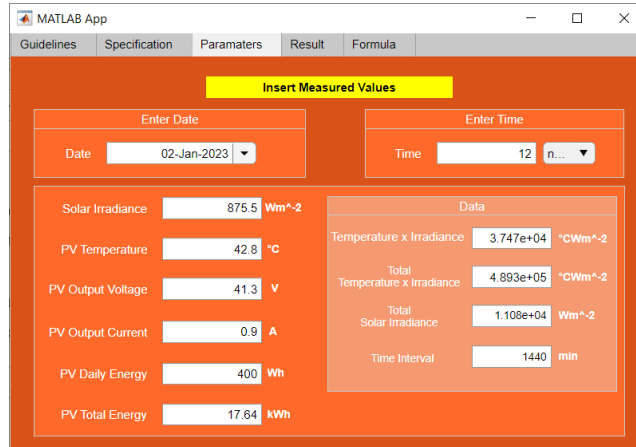 MATLAB App
Guidelines Specification Paramaters Result Formula
Insert Measured Values
Enter Date
Date 02-Jan-2023
Enter Time
Time 12 n...
Solar Irradiance 875.5 Wm^-2
PV Temperature 42.8 °C
PV Output Voltage 41.3 V
PV Output Current 0.9 A
PV Daily Energy 400 Wh
PV Total Energy 17.64 kWh
Data
Temperature x Irradiance 3.747e+04 °CWm^-2
Total
Temperature x Irradiance 4.893e+05 °CWm^-2
Total
Solar Irradiance 1.108e+04 Wm^-2
Time Interval 1440 min